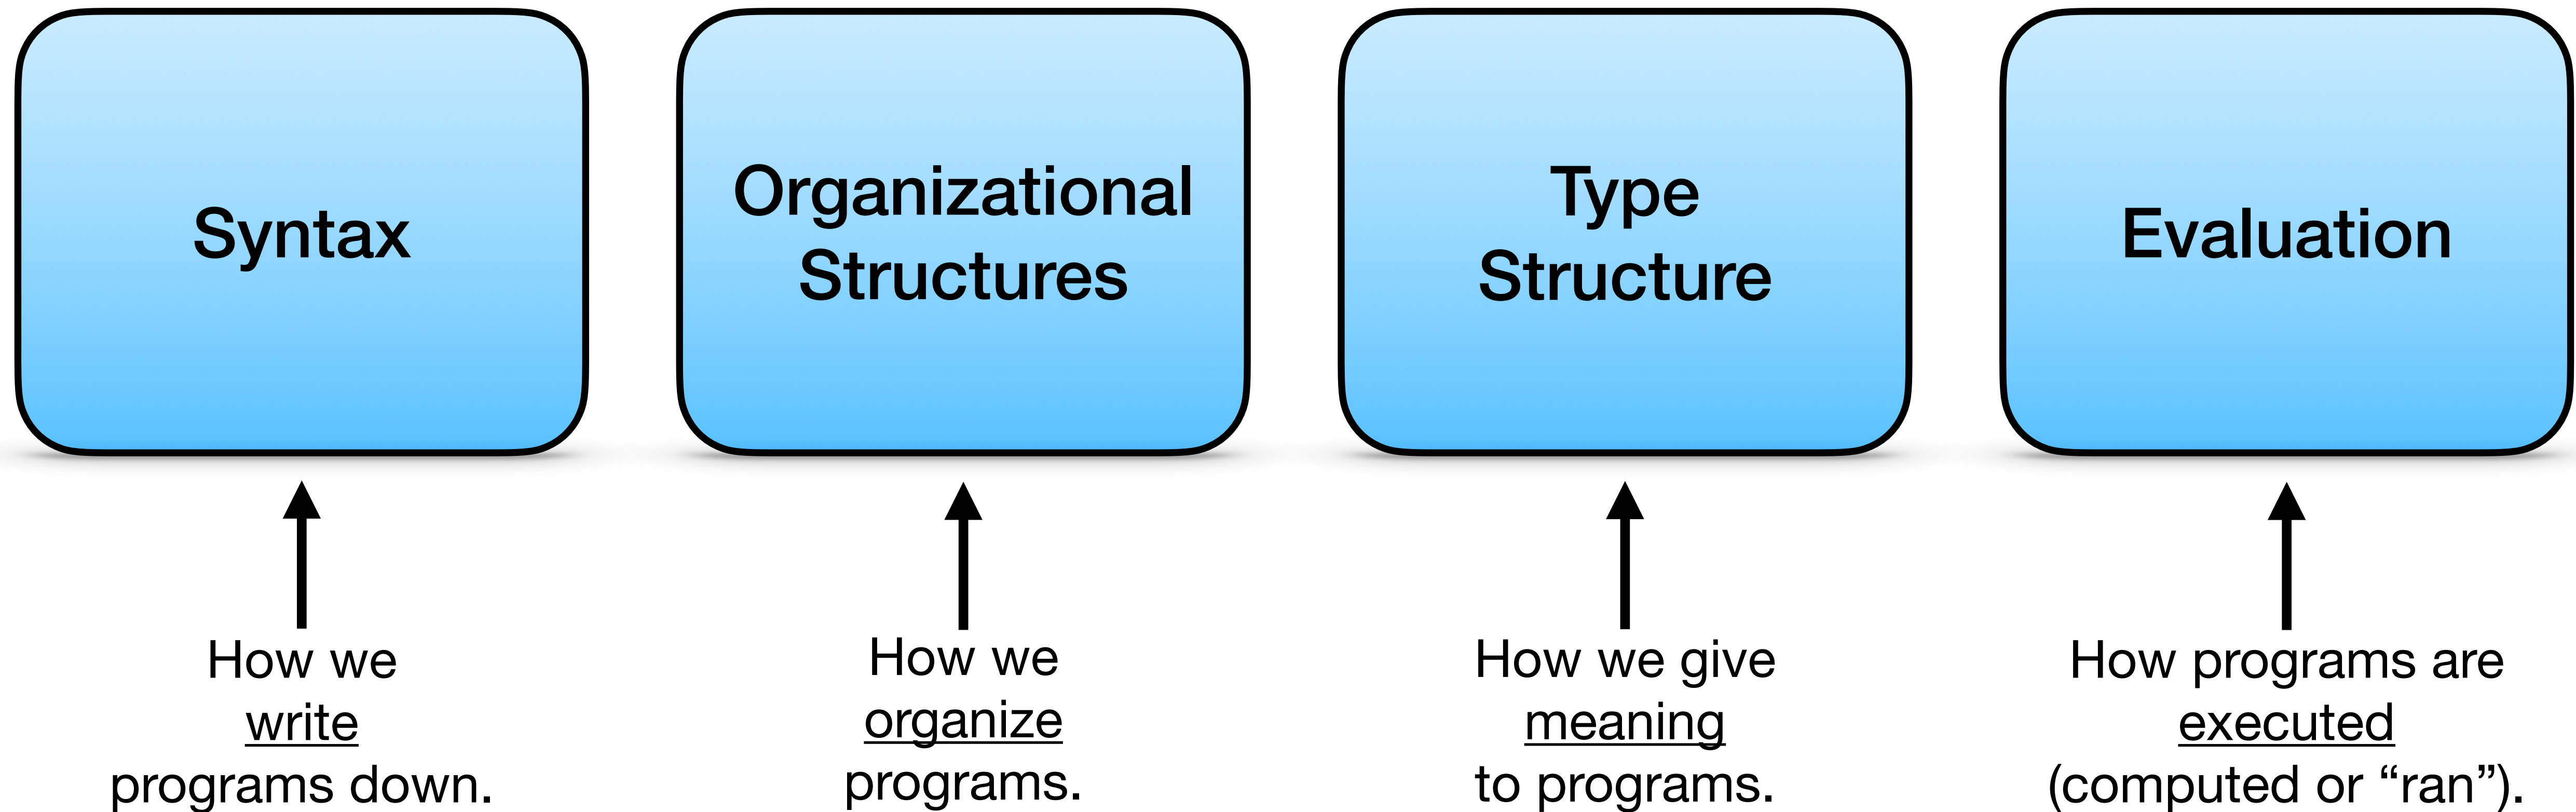 Syntax
Organizational
Structures
Type
Structure
Evaluation
How we
write
programs down.
How we
organize
programs.
How we give
meaning
to programs.
How programs are
executed
(computed or “ran”).